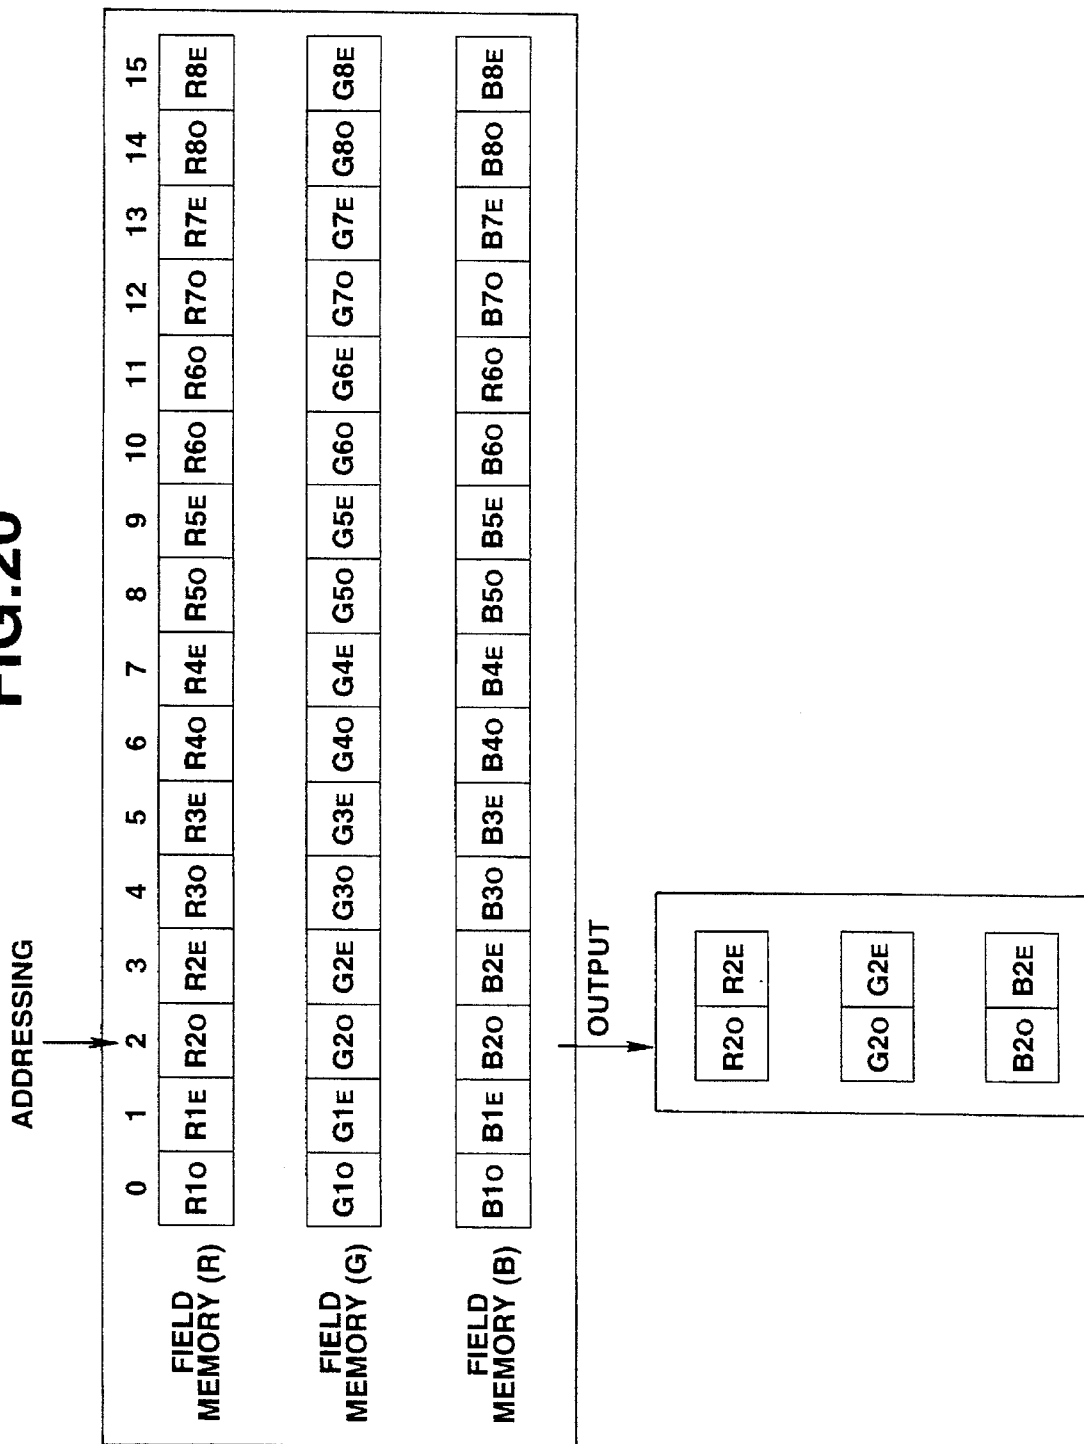 FIG.20
ADDRESSING
0 1 2 3 4 5 6 7 8 9 10 11 12 13 14 15
FIELD
MEMORY (R)
R1O R1E R2O R2E R3O R3E R4O R4E R5O R5E R6O R6O R7O R7E R8O R8E
FIELD
MEMORY (G)
G1O G1E G2O G2E G3O G3E G4O G4E G5O G5E G6O G6E G7O G7E G8O G8E
FIELD
MEMORY (B)
B1O B1E B2O B2E B3O B3E B4O B4E B5O B5E B6O R6O B7O B7E B8O B8E
OUTPUT
R2O R2E
G2O G2E
B2O B2E